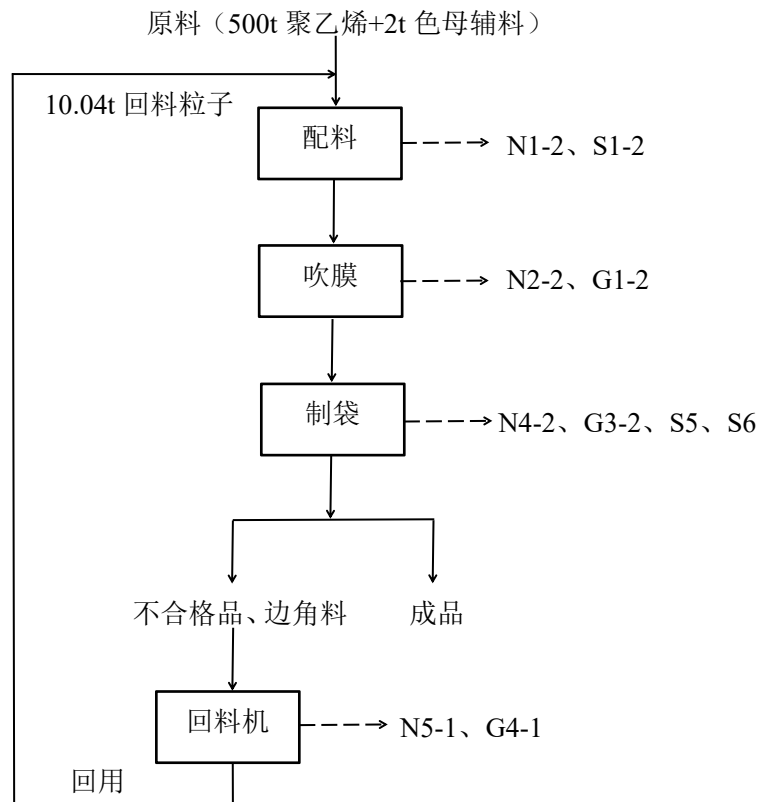 原料（500t 聚乙烯+2t 色母辅料）
10.04t 回料粒子
配料
N1-2、S1-2
吹膜
N2-2、G1-2
制袋
N4-2、G3-2、S5、S6
不合格品、边角料
成品
回料机
N5-1、G4-1
回用